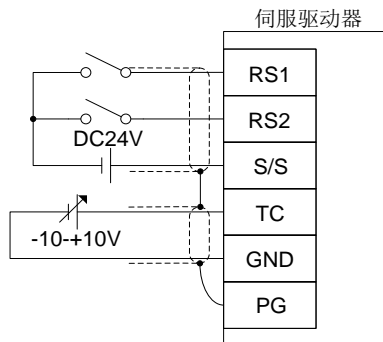 伺服驱动器
RS1
RS2
DC24V
S/S
TC
-10-+10V
GND
PG